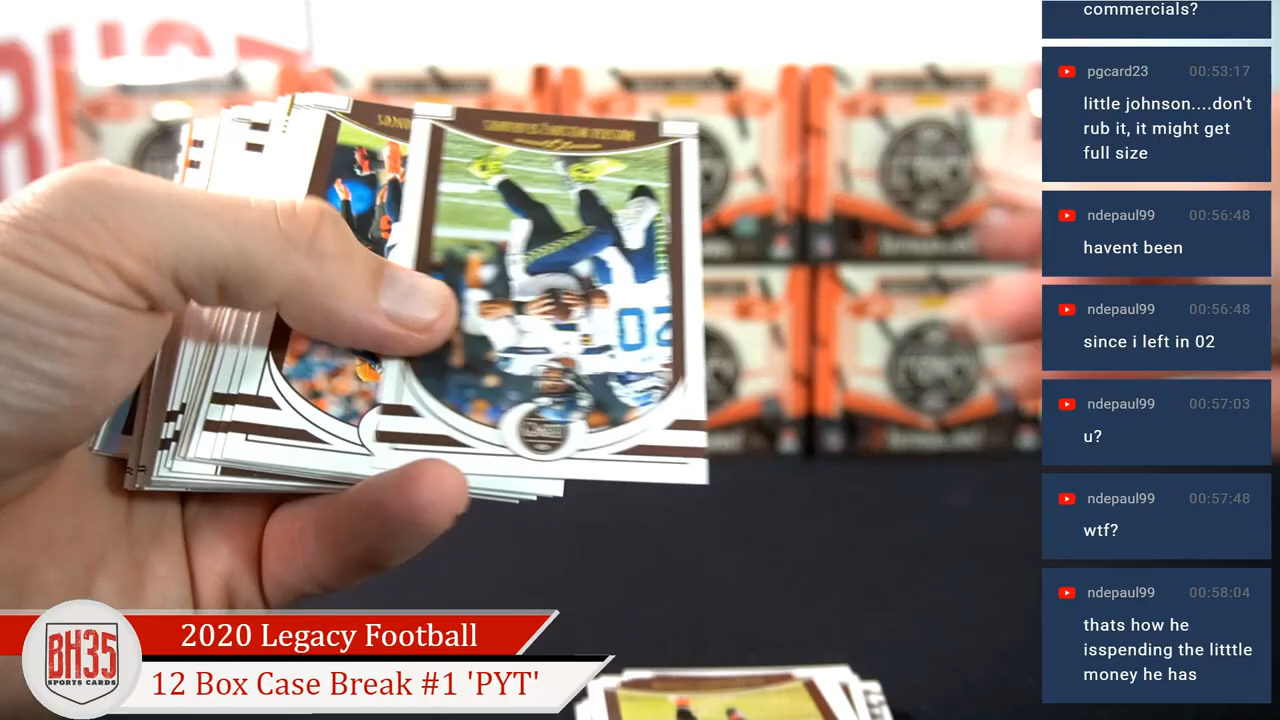 commercials?
pgcard23 00:53:17
little johnson....don't
rub it, it might get
full size
ndepaul99 00:56:48
havent been
ndepaul99 00:56:48
since i left in 02
ndepaul99 00:57:03
u?
ndepaul99 00:57:48
wtf?
ndepaul99 00:58:04
thats how he
isspending the litttle
money he has
20
BH35
SPORTS CARDS
2020 Legacy Football
12 Box Case Break #1 'PYT'